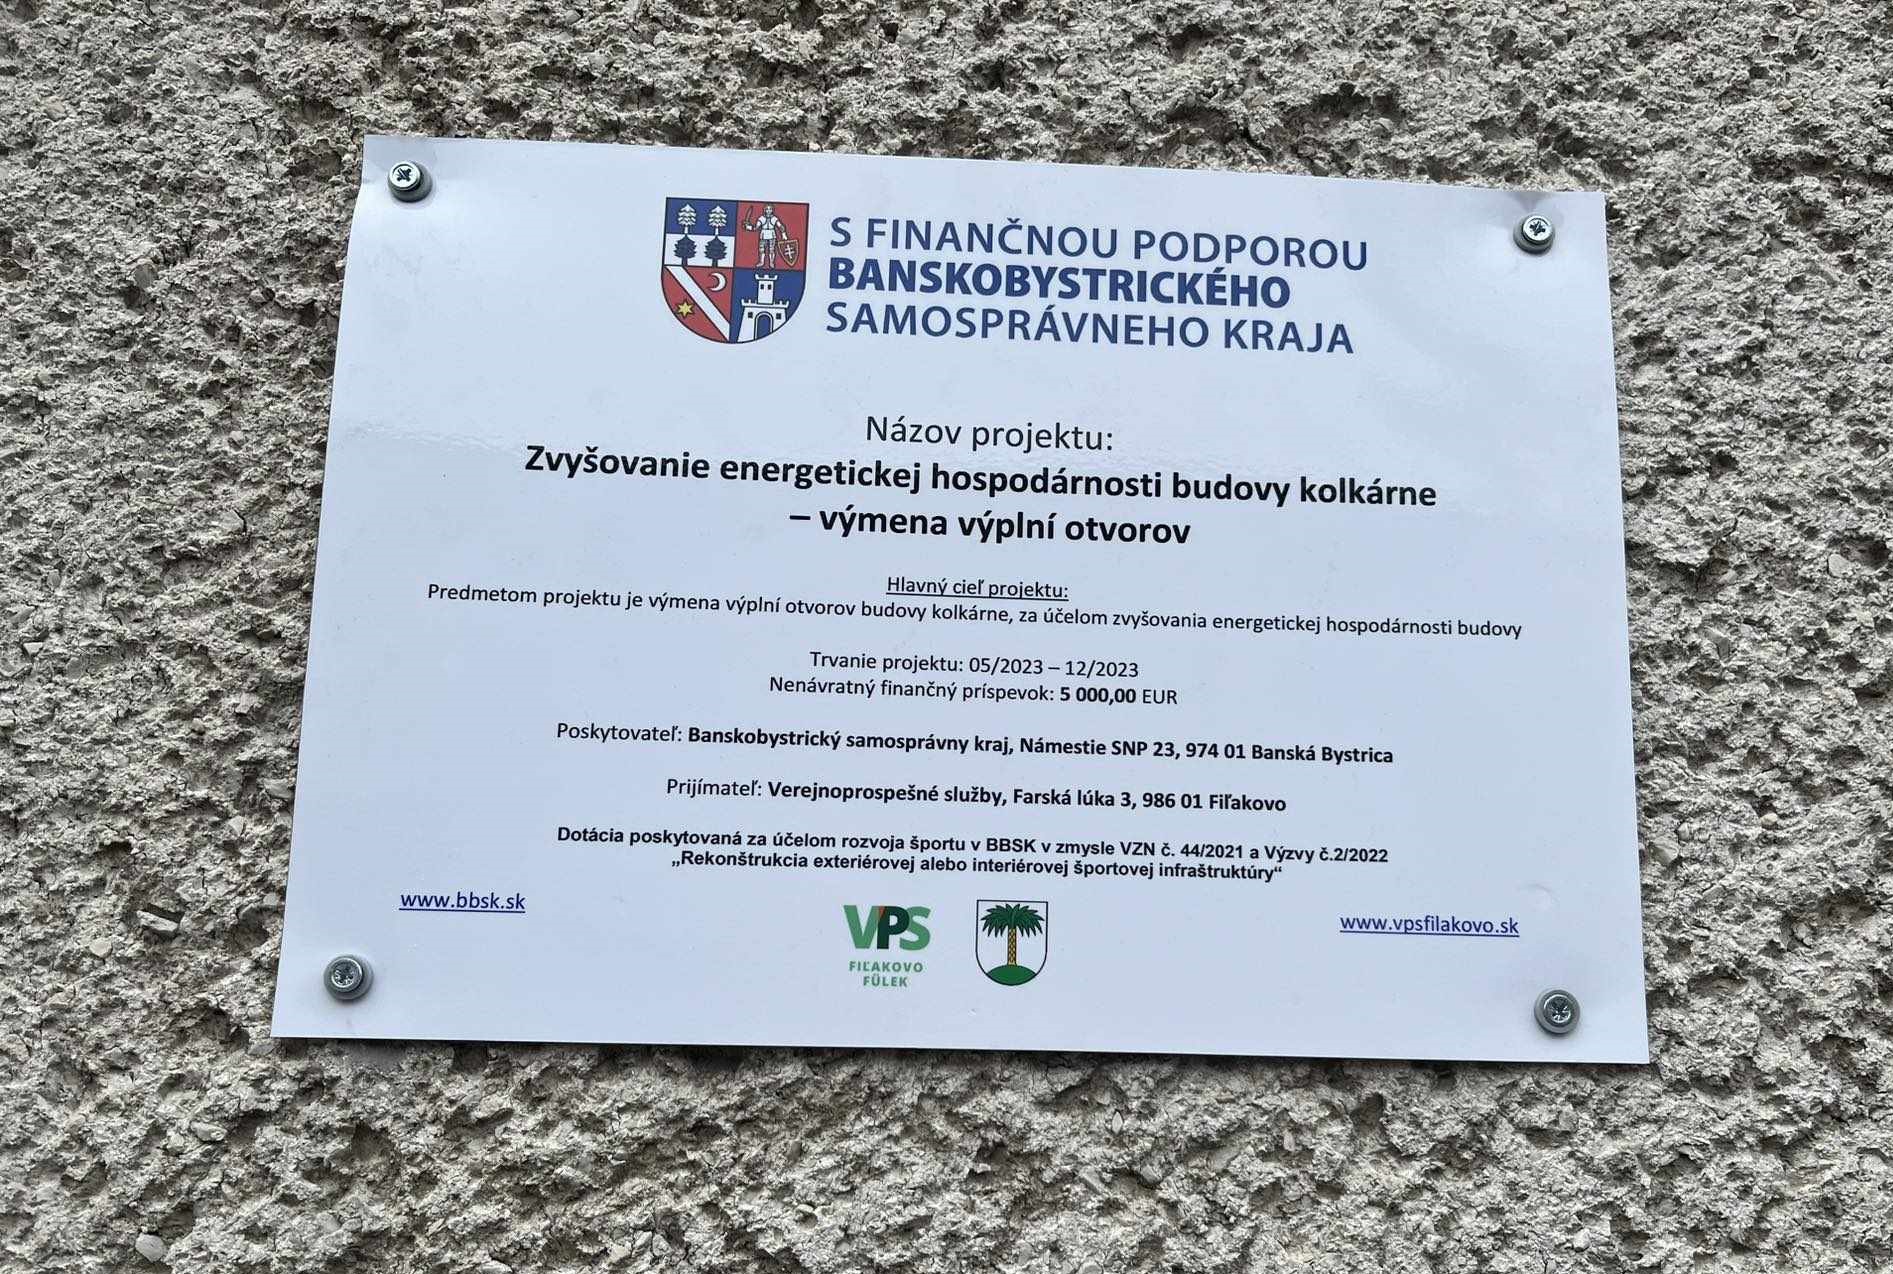 S FINANČNOU PODPOROU
BANSKOBYSTRICKÉHO
SAMOSPRÁVNEHO KRAJA
Názov projektu:
Zvyšovanie energetickej hospodárnosti budovy kolkárne
– výmena výplní otvorov
Hlavný cieľ projektu:
Predmetom projektu je výmena výplní otvorov budovy kolkárne, za účelom zvyšovania energetickej hospodárnosti budovy
Trvanie projektu: 05/2023 – 12/2023
Nenávratný finančný príspevok: 5 000,00 EUR
Poskytovateľ: Banskobystrický samosprávny kraj, Námestie SNP 23, 974 01 Banská Bystrica
Prijímateľ: Verejnoprospešné služby, Farská lúka 3, 986 01 Fiľakovo
Dotácia poskytovaná za účelom rozvoja športu v BBSK v zmysle VZN č. 44/2021 a Výzvy č.2/2022
„Rekonštrukcia exteriérovej alebo interiérovej športovej infraštruktúry“
www.bbsk.sk
VPS
FIĽAKOVO
FÜLEK
www.vpsfilakovo.sk